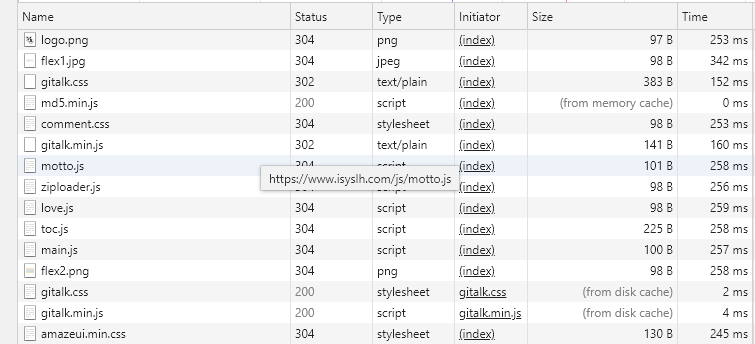 Name Status Type Initiator Size Time
logo.png 304 png (index) 97 B 253 ms
flex1.jpg 304 jpeg (index) 98 B 342 ms
gitalk.css 302 text/plain (index) 383 B 152 ms
md5.min.js 200 script (index) (from memory cache) 0 ms
comment.css 304 stylesheet (index) 98 B 253 ms
gitalk.min.js 302 text/plain (index) 141 B 160 ms
motto.js 304 script (index) 101 B 258 ms
https://www.isyslh.com/js/motto.js
ziploader.js 304 script (index) 98 B 256 ms
love.js 304 script (index) 98 B 259 ms
toc.js 304 script (index) 225 B 258 ms
main.js 304 script (index) 100 B 257 ms
flex2.png 304 png (index) 98 B 258 ms
gitalk.css 200 stylesheet gitalk.css (from disk cache) 2 ms
gitalk.min.js 200 script gitalk.min.js (from disk cache) 4 ms
amazeui.min.css 304 stylesheet (index) 130 B 245 ms